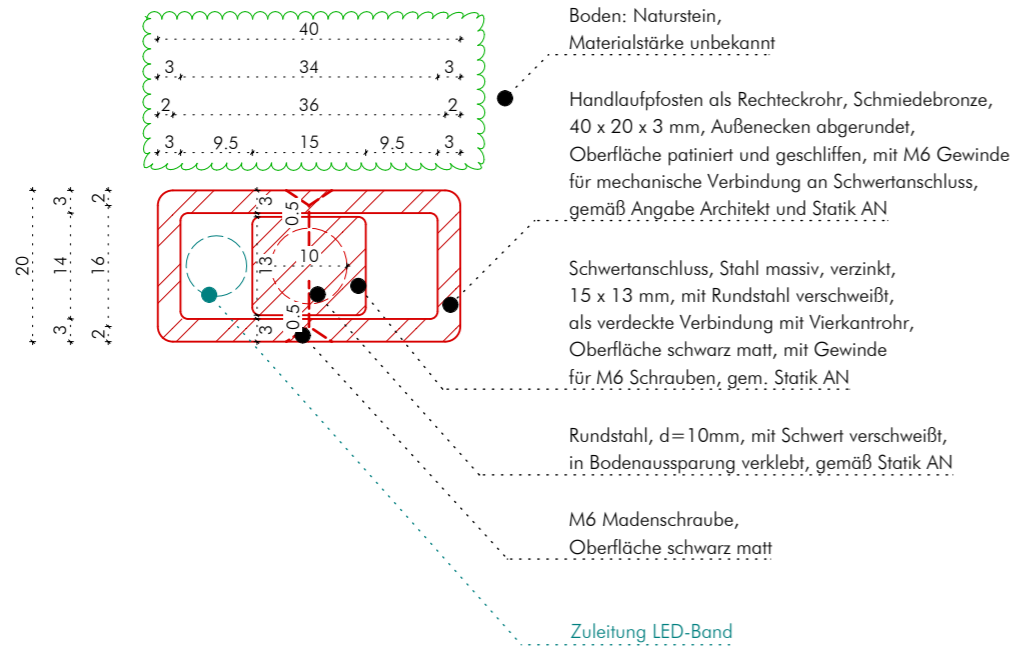 Boden: Naturstein,
Materialstärke unbekannt
Handlaufpfosten als Rechteckrohr, Schmiedebronze,
40 x 20 x 3 mm, Außenecken abgerundet,
Oberfläche patiniert und geschliffen, mit M6 Gewinde
für mechanische Verbindung an Schwertanschluss,
gemäß Angabe Architekt und Statik AN
Schwertanschluss, Stahl massiv, verzinkt,
15 x 13 mm, mit Rundstahl verschweißt,
als verdeckte Verbindung mit Vierkantrohr,
Oberfläche schwarz matt, mit Gewinde
für M6 Schrauben, gem. Statik AN
Rundstahl, d=10mm, mit Schwert verschweißt,
in Bodenaussparung verklebt, gemäß Statik AN
M6 Madenschraube,
Oberfläche schwarz matt
Zuleitung LED-Band
40
3 34 3
2 36 2
3 9.5 15 9.5 3
20
3 14 3
2 16 2
3 0.5 13 0.5 3
10